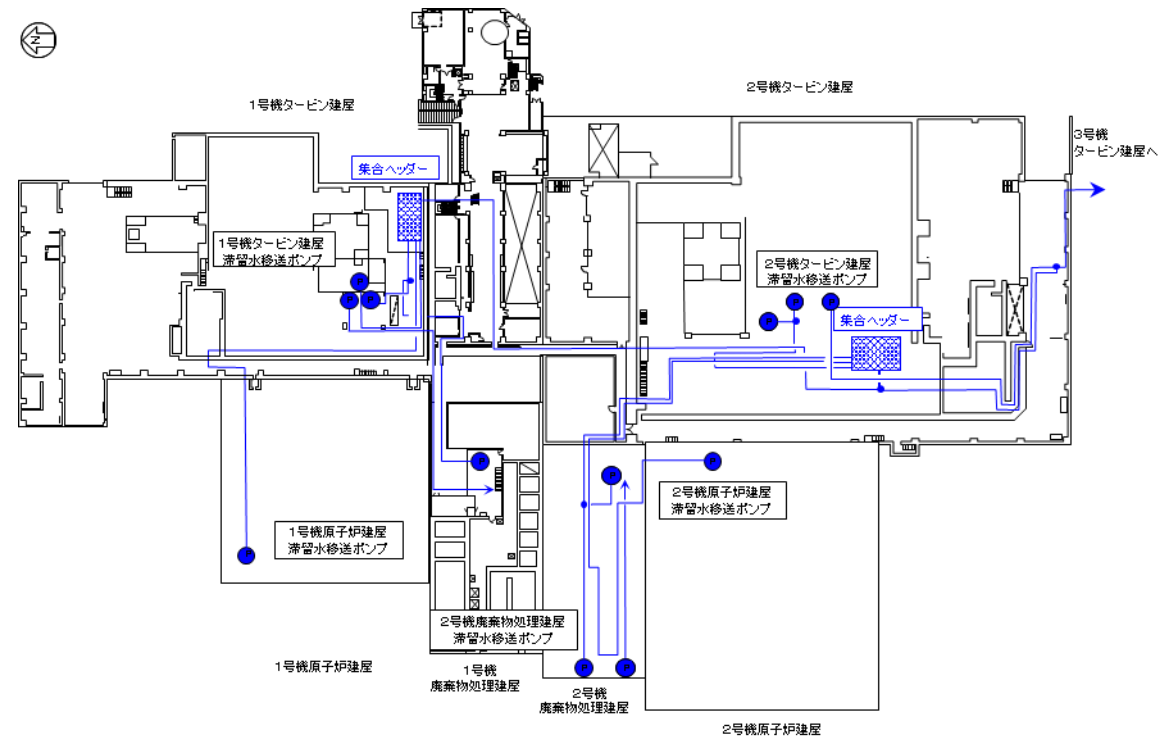 N
2号機タービン建屋
1号機タービン建屋
3号機
タービン建屋へ
集合ヘッダー
1号機タービン建屋
滞留水移送ポンプ
2号機タービン建屋
滞留水移送ポンプ
P
P
P
P
P
P
集合ヘッダー
P
P
P
2号機原子炉建屋
滞留水移送ポンプ
1号機原子炉建屋
滞留水移送ポンプ
P
2号機廃棄物処理建屋
滞留水移送ポンプ
P
P
1号機原子炉建屋
1号機
廃棄物処理建屋
2号機
廃棄物処理建屋
2号機原子炉建屋